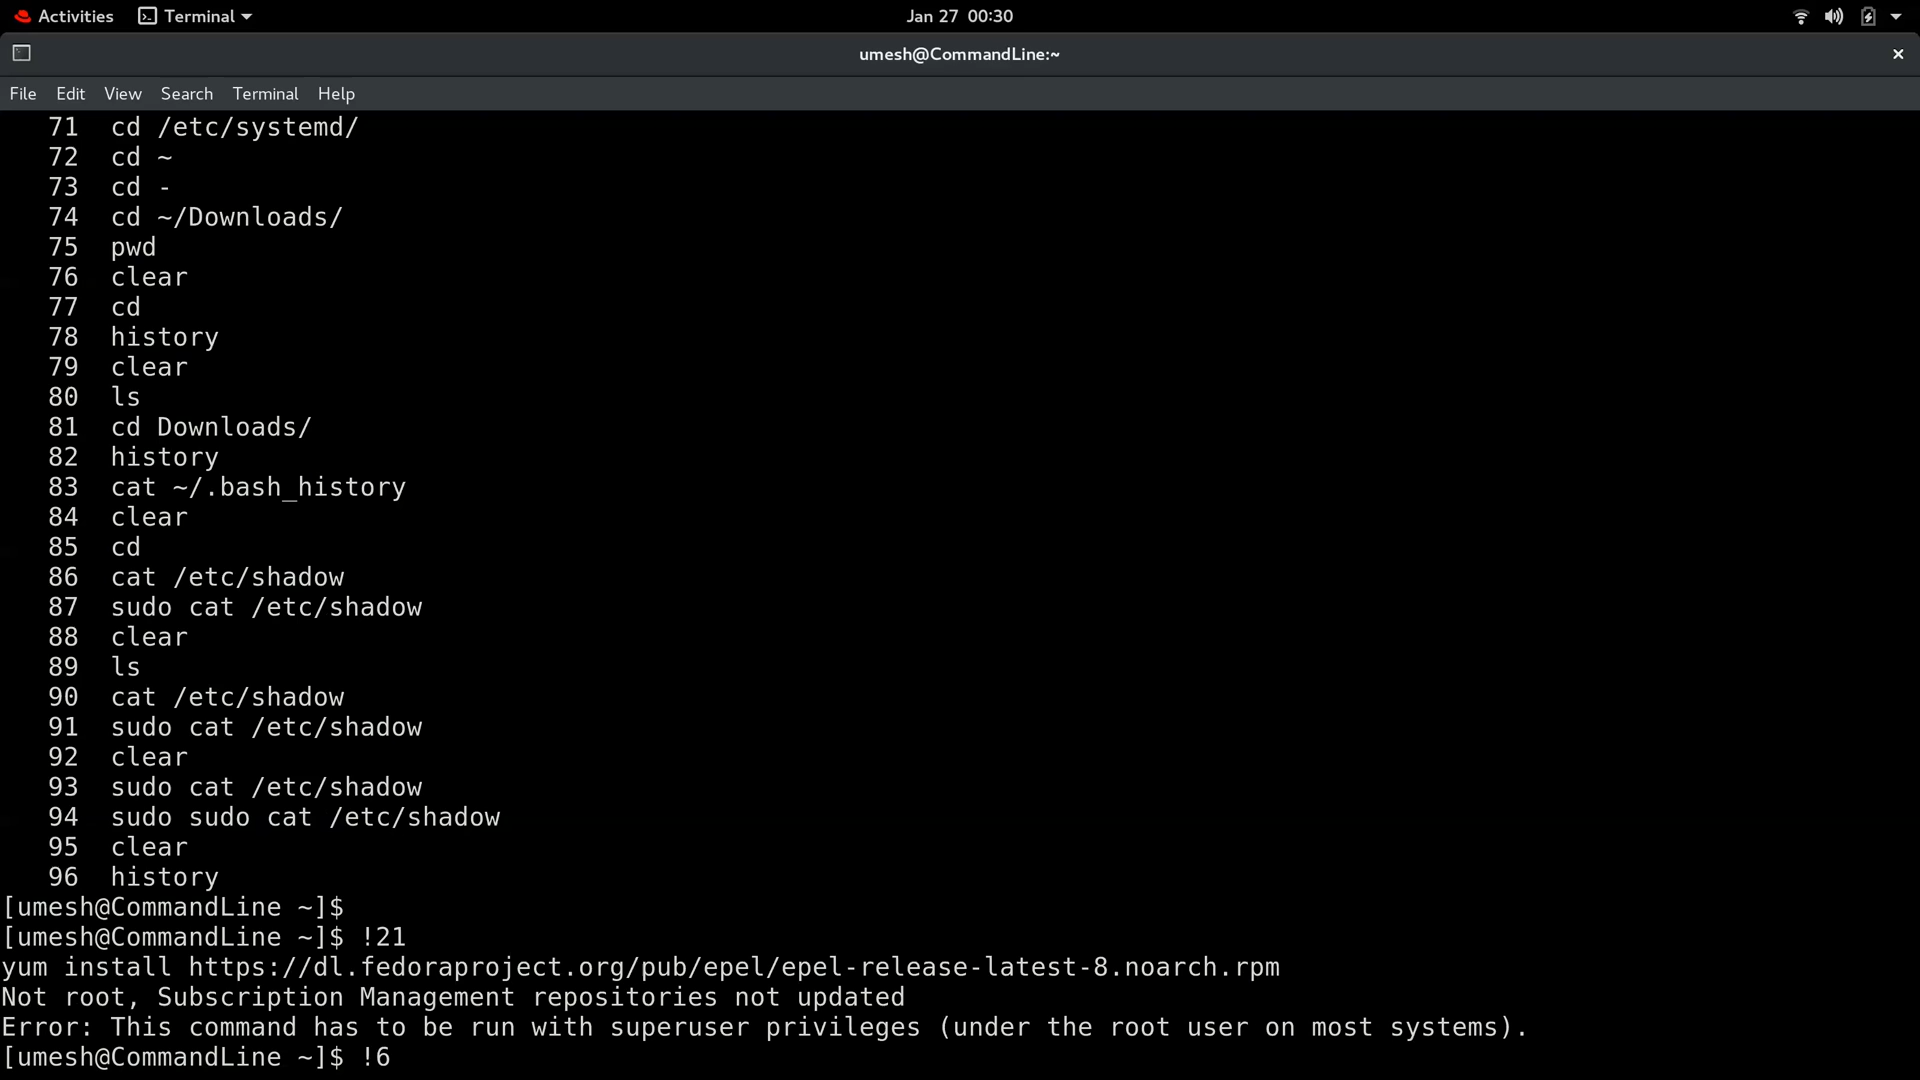 Activities Terminal Jan 27 00:30
umesh@CommandLine:~
File Edit View Search Terminal Help
71 cd /etc/systemd/
72 cd ~
73 cd -
74 cd ~/Downloads/
75 pwd
76 clear
77 cd
78 history
79 clear
80 ls
81 cd Downloads/
82 history
83 cat ~/.bash_history
84 clear
85 cd
86 cat /etc/shadow
87 sudo cat /etc/shadow
88 clear
89 ls
90 cat /etc/shadow
91 sudo cat /etc/shadow
92 clear
93 sudo cat /etc/shadow
94 sudo sudo cat /etc/shadow
95 clear
96 history
[umesh@CommandLine ~]$
[umesh@CommandLine ~]$ !21
yum install https://dl.fedoraproject.org/pub/epel/epel-release-latest-8.noarch.rpm
Not root, Subscription Management repositories not updated
Error: This command has to be run with superuser privileges (under the root user on most systems).
[umesh@CommandLine ~]$ !6